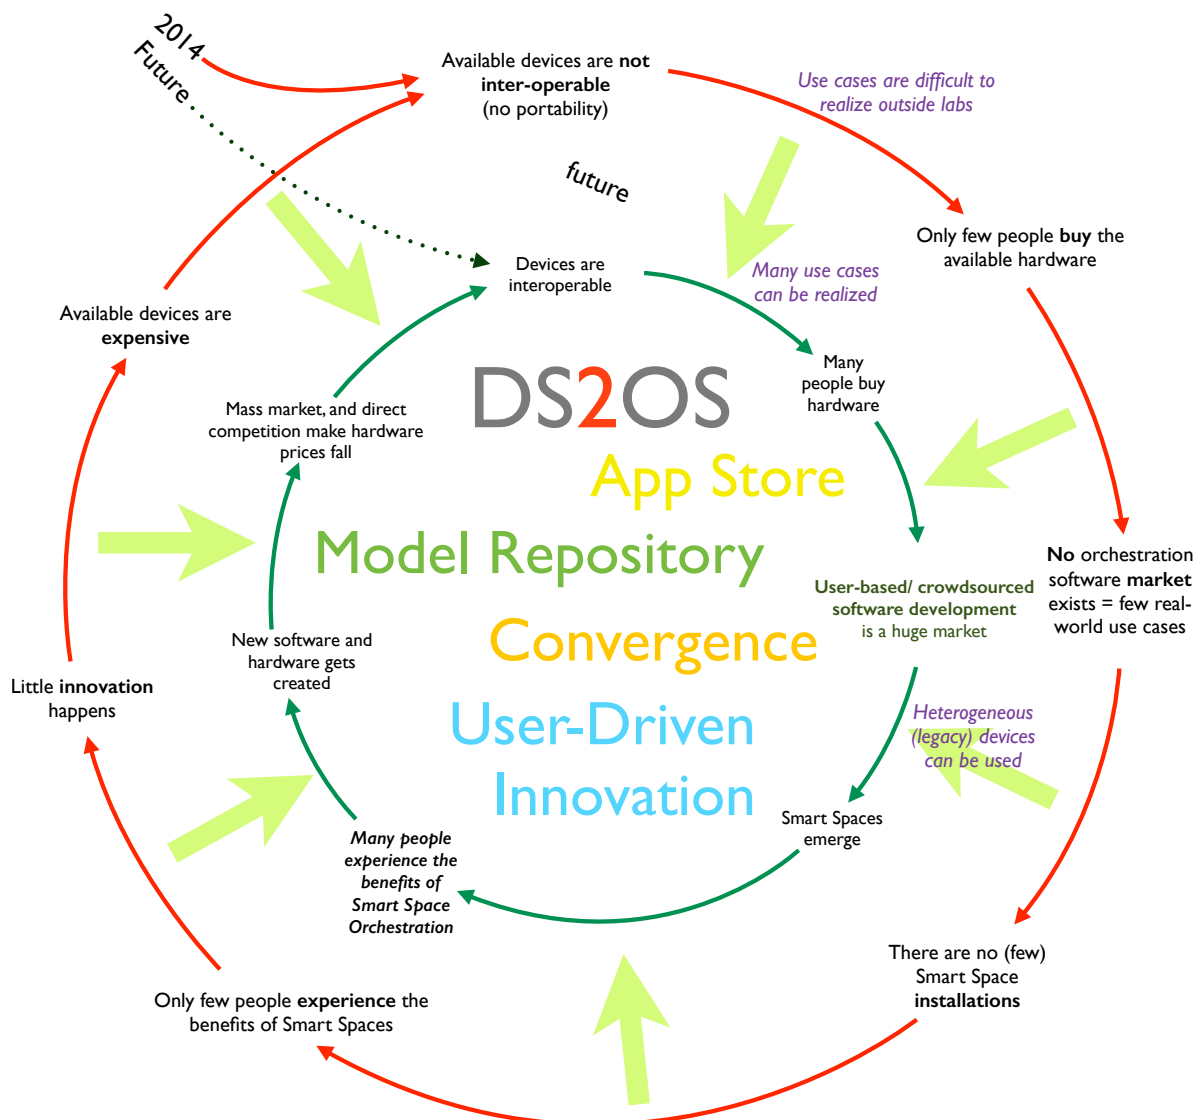 2014
Future
Available devices are not
inter-operable
(no portability)
Use cases are difficult to
realize outside labs
future
Only few people buy the
available hardware
Devices are
interoperable
Many use cases
can be realized
Available devices are
expensive
Many
people buy
hardware
DS2OS
Mass market, and direct
competition make hardware
prices fall
App Store
Model Repository
No orchestration
software market
exists = few real-
world use cases
User-based/ crowdsourced
software development
is a huge market
Convergence
New software and
hardware gets
created
Little innovation
happens
User-Driven
Innovation
Heterogeneous
(legacy) devices
can be used
Smart Spaces
emerge
Many people
experience the
benefits of
Smart Space
Orchestration
There are no (few)
Smart Space
installations
Only few people experience the
benefits of Smart Spaces